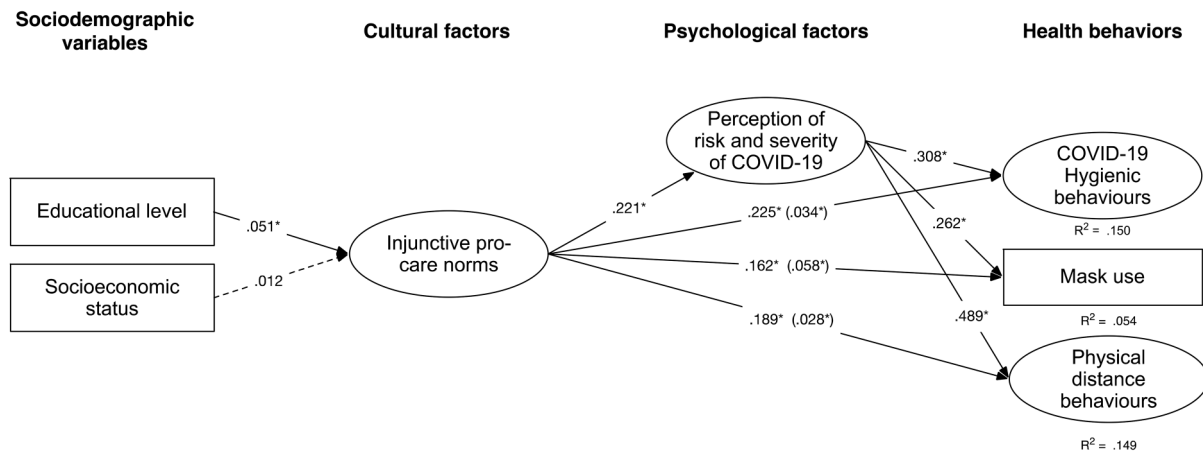 Sociodemographic
variables
Cultural factors
Psychological factors
Health behaviors
Perception of
risk and severity
of COVID-19
COVID-19
Hygienic
behaviours
R² = .150
Educational level
Socioeconomic
status
Injunctive pro-
care norms
Mask use
R² = .054
Physical
distance
behaviours
R² = .149
.051*
.012
.221*
.308*
.225* (.034*)
.262*
.162* (.058*)
.189* (.028*)
.489*